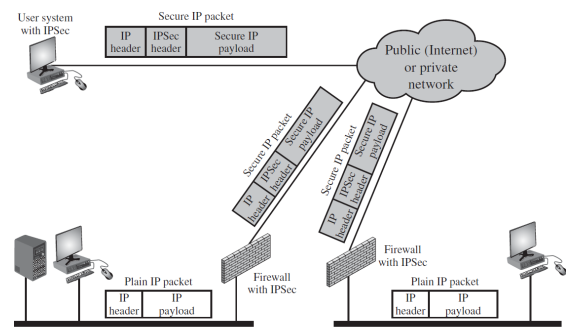 User system
with IPSec
Secure IP packet
IP
header
IPSec
header
Secure IP
payload
Public (Internet)
or private
network
Secure IP packet
IP
header
IPSec
header
Secure IP
payload
Secure IP packet
IP
header
IPSec
header
Secure IP
payload
Firewall
with IPSec
Firewall
with IPSec
Plain IP packet
IP
header
IP
payload
Plain IP packet
IP
header
IP
payload